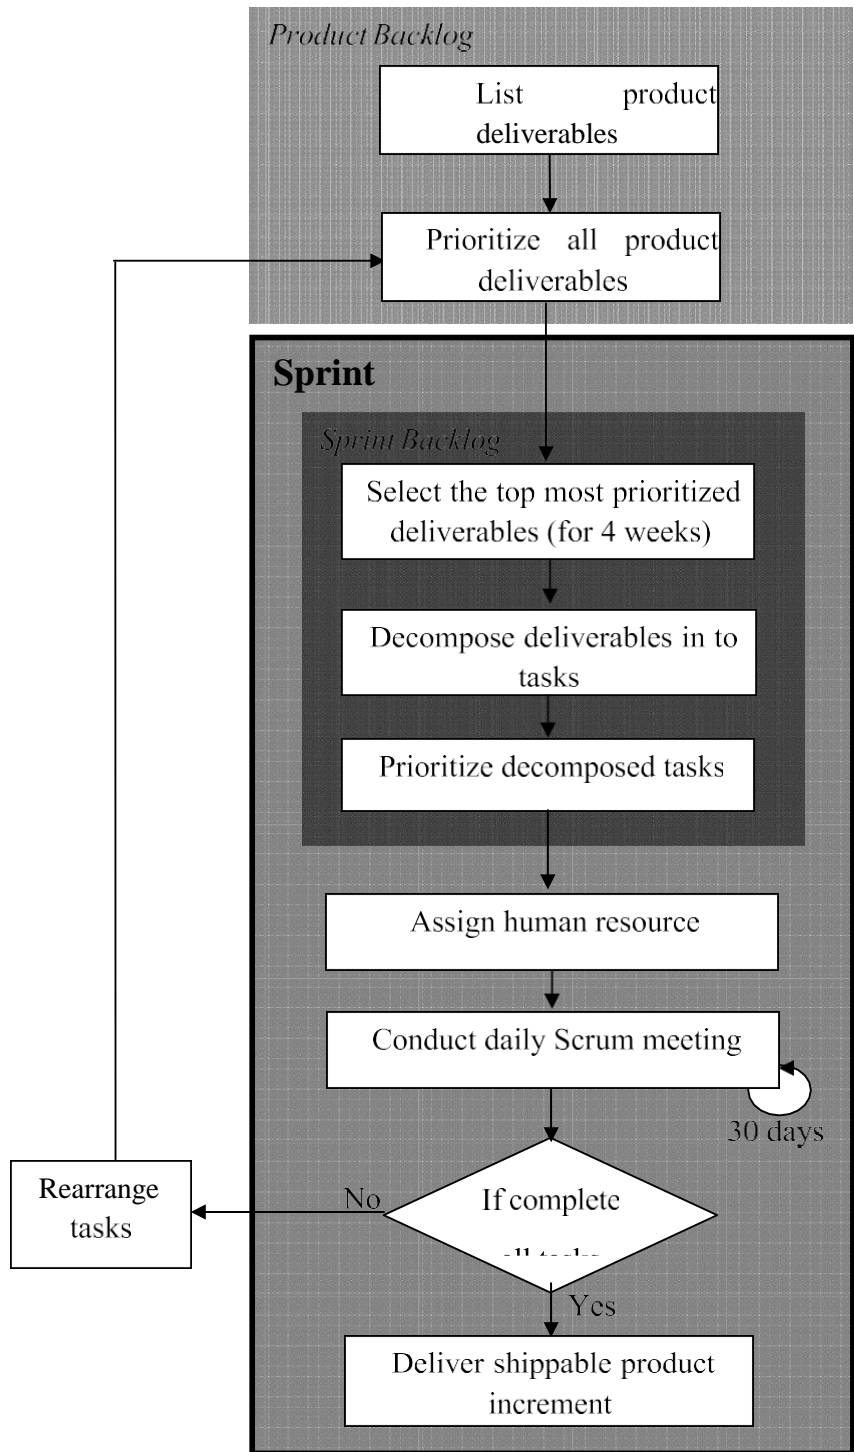 Product Backlog
List product
deliverables
Prioritize all product
deliverables
Sprint
Sprint Backlog
Select the top most prioritized
deliverables (for 4 weeks)
Decompose deliverables in to
tasks
Prioritize decomposed tasks
Assign human resource
Conduct daily Scrum meeting
30 days
If complete
all tasks
No
Rearrange
tasks
Yes
Deliver shippable product
increment